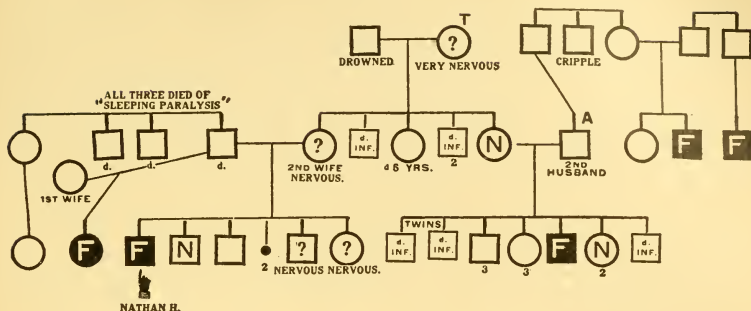 T
?
DROWNED
VERY NERVOUS
CRIPPLE
ALL THREE DIED OF
"SLEEPING PARALYSIS"
A
F F F
d. d. d.
?
d. INF.
d. INF.
N
2ND WIFE
NERVOUS.
d 6 YRS.
2
2ND
HUSBAND
1ST WIFE
TWINS
F F N
2
? ?
d. INF.
d. INF.
3
3
F
N
2
d. INF.
NERVOUS NERVOUS.
NATHAN H.